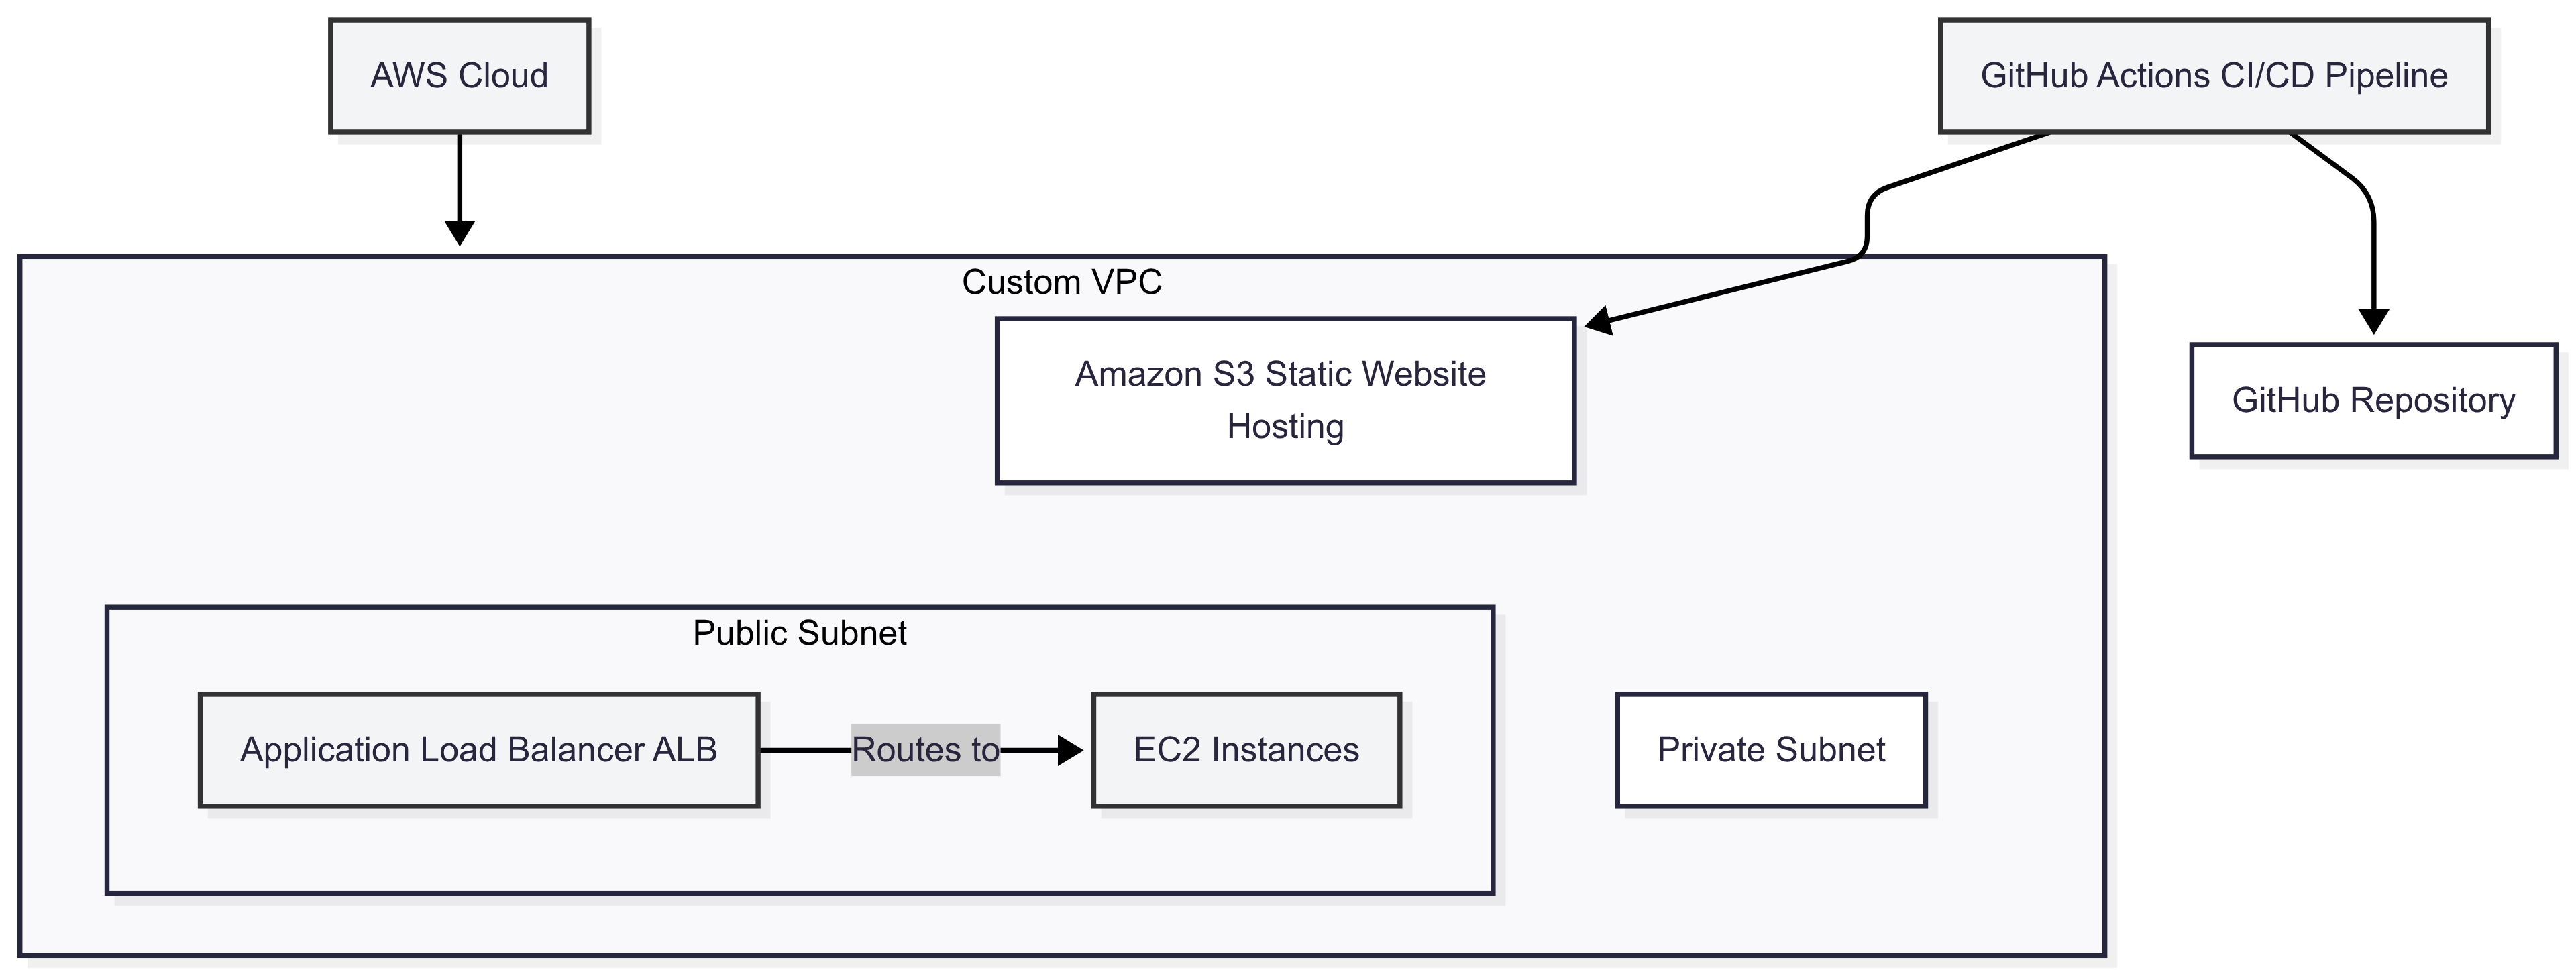 AWS Cloud
GitHub Actions CI/CD Pipeline
Custom VPC
Amazon S3 Static Website
Hosting
GitHub Repository
Public Subnet
Application Load Balancer ALB
Routes to
EC2 Instances
Private Subnet